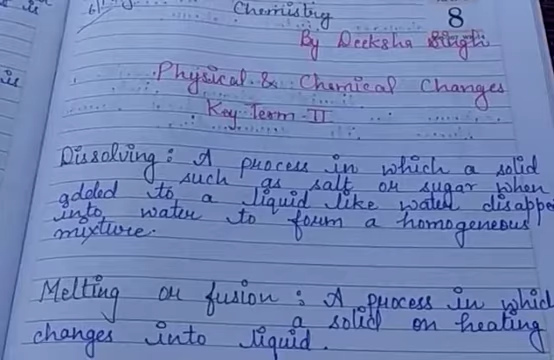 Chemistry
8
By Deeksha Singh
Physical & Chemical Changes
Key Term-II
Dissolving: A process in which a solid
such as salt or sugar when
added to a liquid like water disappe
into water to form a homogeneous
mixture.
Melting or fusion: A process in whic
a solid on heating
changes into liquid.